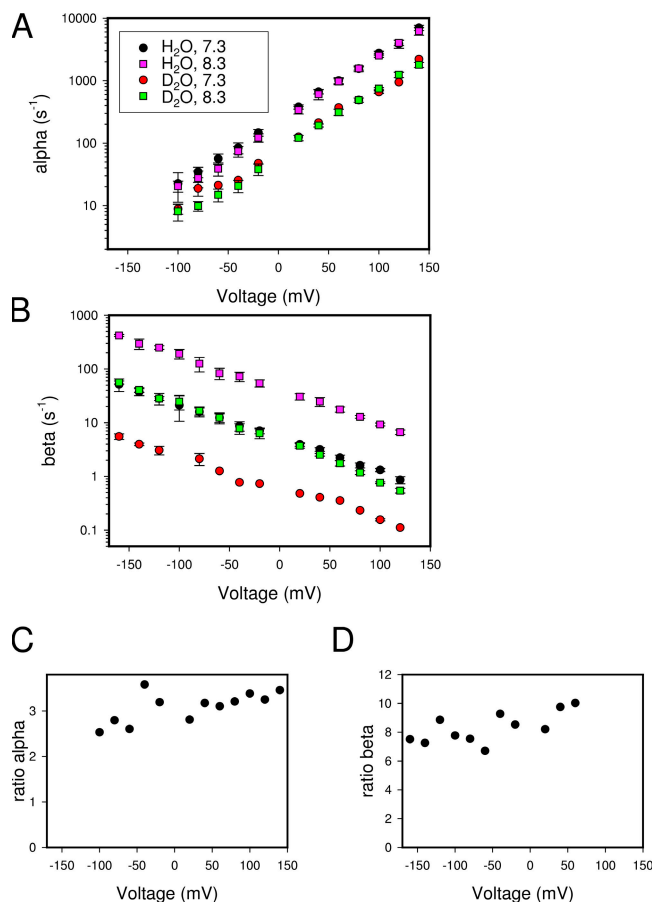 A
10000
1000
100
10
alpha (s⁻¹)
H₂O, 7.3
H₂O, 8.3
D₂O, 7.3
D₂O, 8.3
-150 -100 -50 0 50 100 150
Voltage (mV)
B
1000
100
10
1
0.1
beta (s⁻¹)
-150 -100 -50 0 50 100 150
Voltage (mV)
C
3
2
1
0
ratio alpha
-150 -100 -50 0 50 100 150
Voltage (mV)
D
12
10
8
6
4
2
0
ratio beta
-150 -100 -50 0 50 100 150
Voltage (mV)